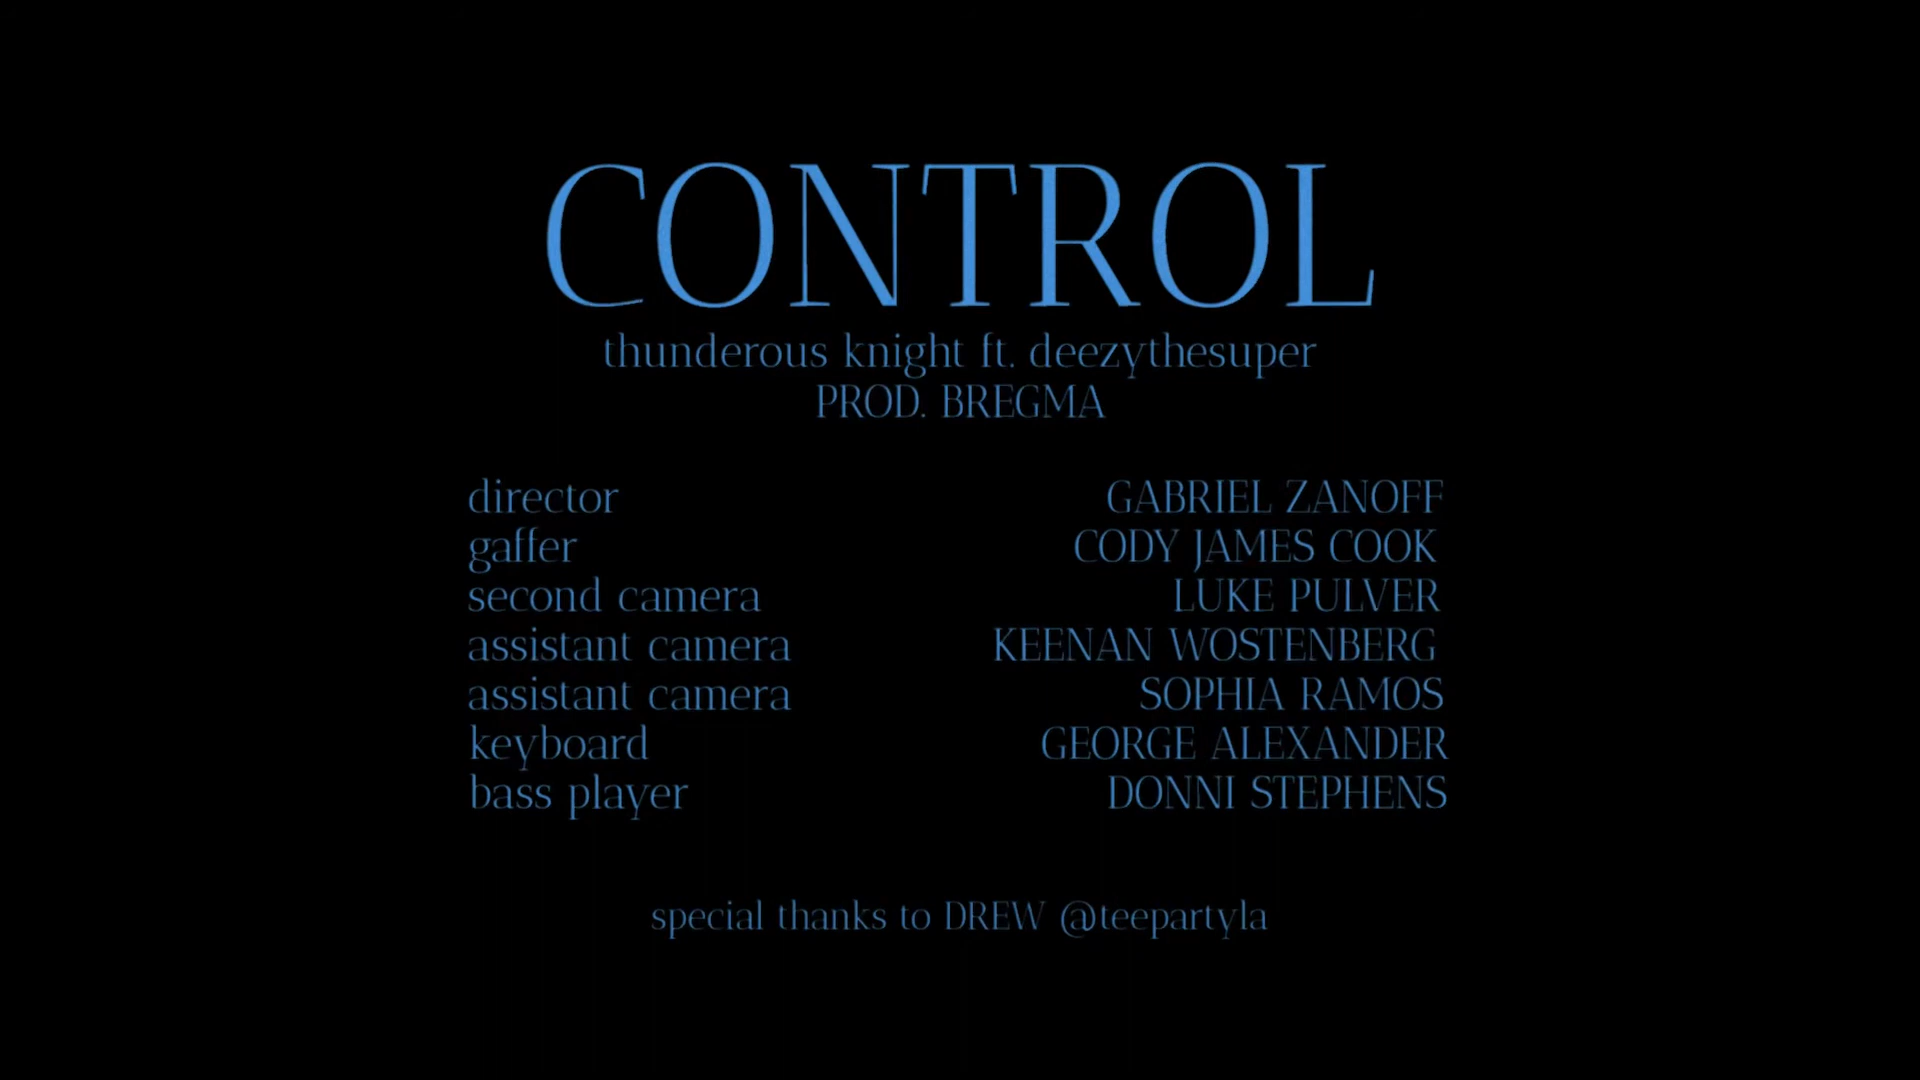 CONTROL
thunderous knight ft. deezythesuper
PROD. BREGMA
director GABRIEL ZANOFF
gaffer CODY JAMES COOK
second camera LUKE PULVER
assistant camera KEENAN WOSTENBERG
assistant camera SOPHIA RAMOS
keyboard GEORGE ALEXANDER
bass player DONNI STEPHENS
special thanks to DREW @teepartyla